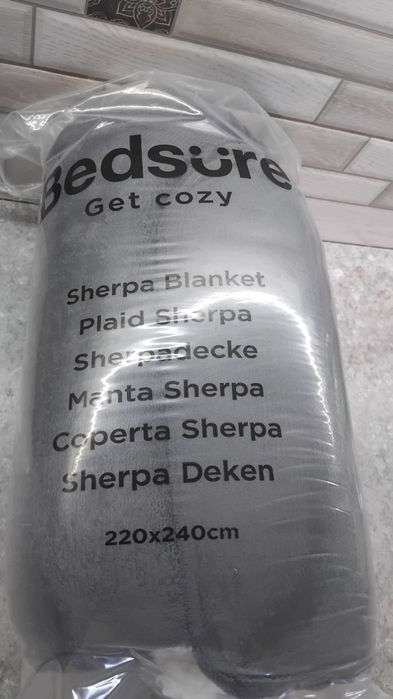 Bedsure
Get cozy
Sherpa Blanket
Plaid Sherpa
Sherpadecke
Manta Sherpa
Coperta Sherpa
Sherpa Deken
220x240cm